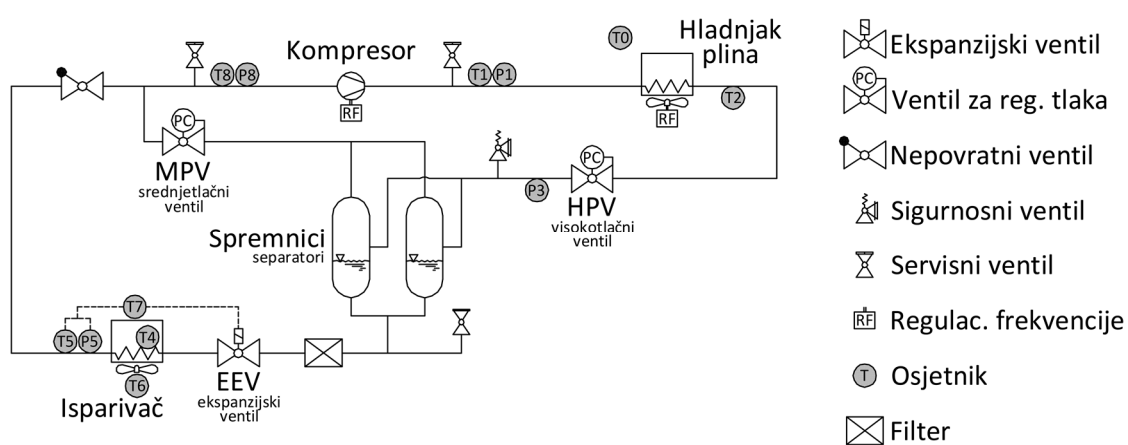 Kompresor
Hladnjak
plina
T0
T8
P8
T1
P1
T2
RF
RF
PC
MPV
srednjetlačni
ventil
PC
P3
HPV
visokotlačni
ventil
Spremnici
separatori
T7
T5
P5
T4
T6
Isparivač
EEV
ekspanzijski
ventil
Ekspanzijski ventil
PC
Ventil za reg. tlaka
Nepovratni ventil
Sigurnosni ventil
Servisni ventil
RF
Regulac. frekvencije
T
Osjetnik
Filter